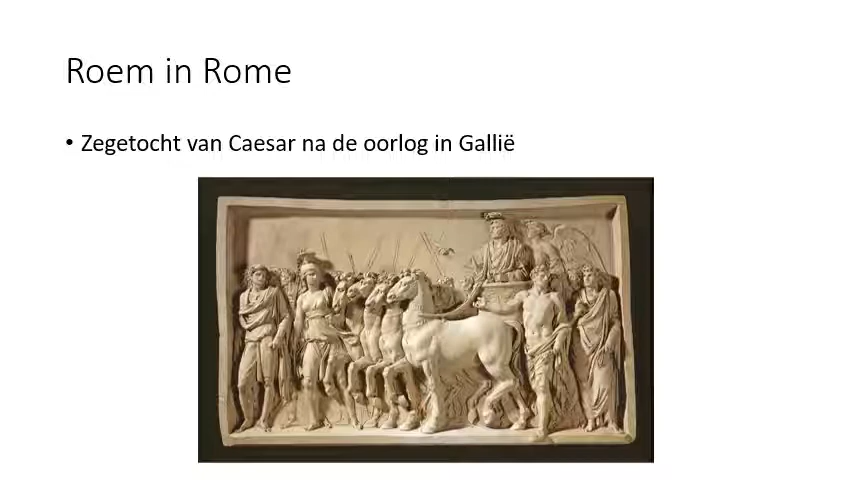 Roem in Rome
• Zegetocht van Caesar na de oorlog in Gallië